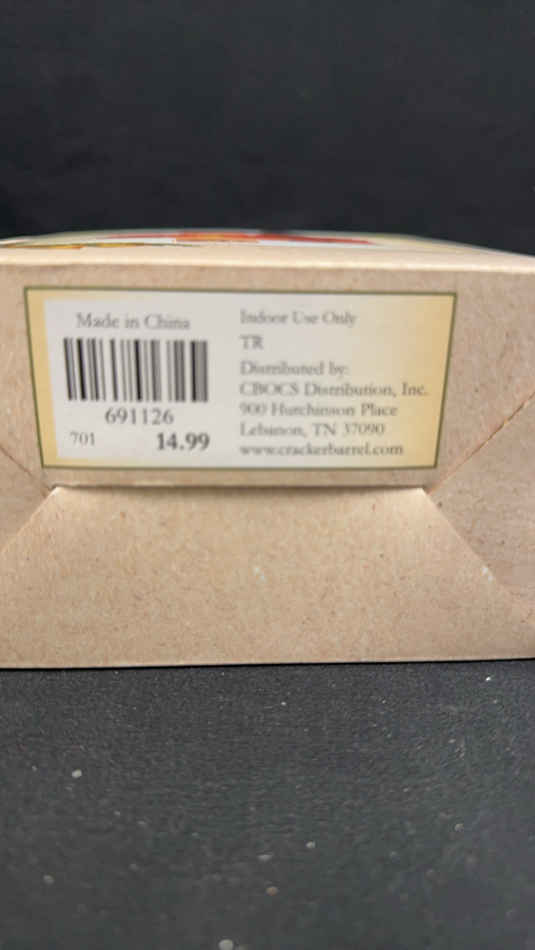 Made in China
691126
701 14.99
Indoor Use Only
TR
Distributed by:
CBOCS Distribution, Inc.
900 Hutchinson Place
Lebanon, TN 37090
www.crackerbarrel.com